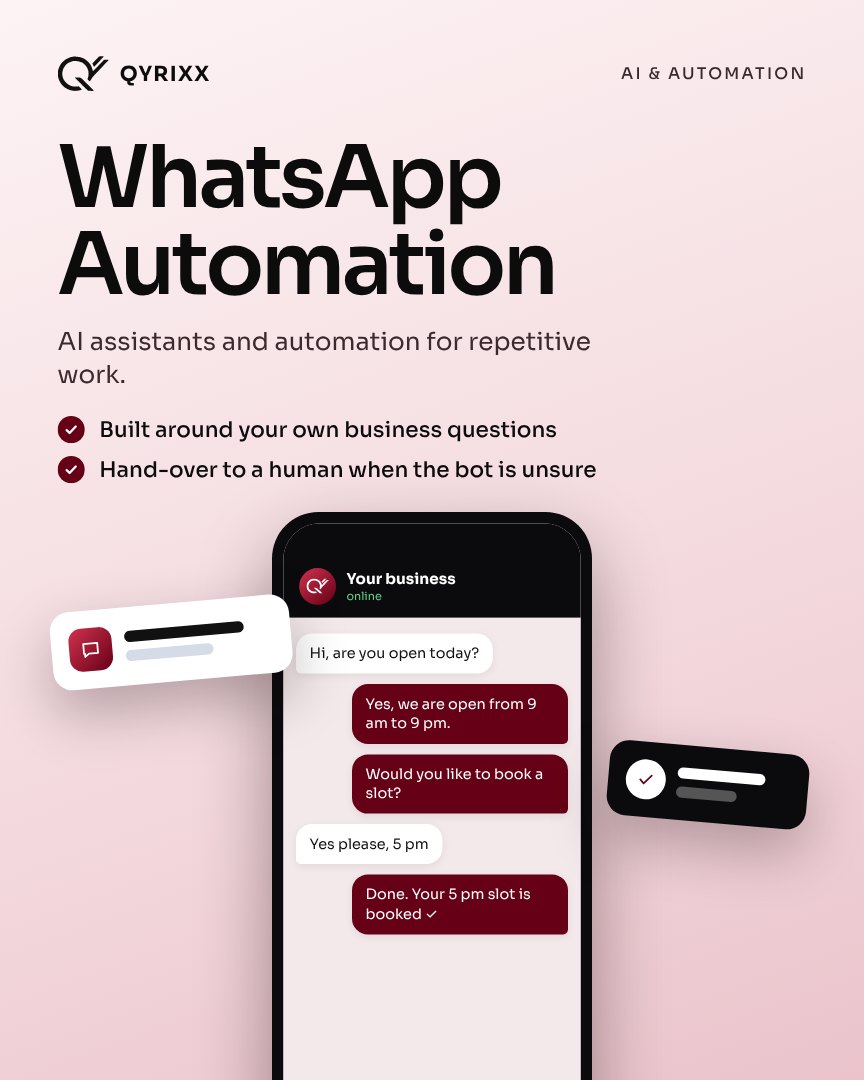 QYRIXX
AI & AUTOMATION
WhatsApp
Automation
AI assistants and automation for repetitive
work.
Built around your own business questions
Hand-over to a human when the bot is unsure
Your business
online
Hi, are you open today?
Yes, we are open from 9
am to 9 pm.
Would you like to book a
slot?
Yes please, 5 pm
Done. Your 5 pm slot is
booked ✓